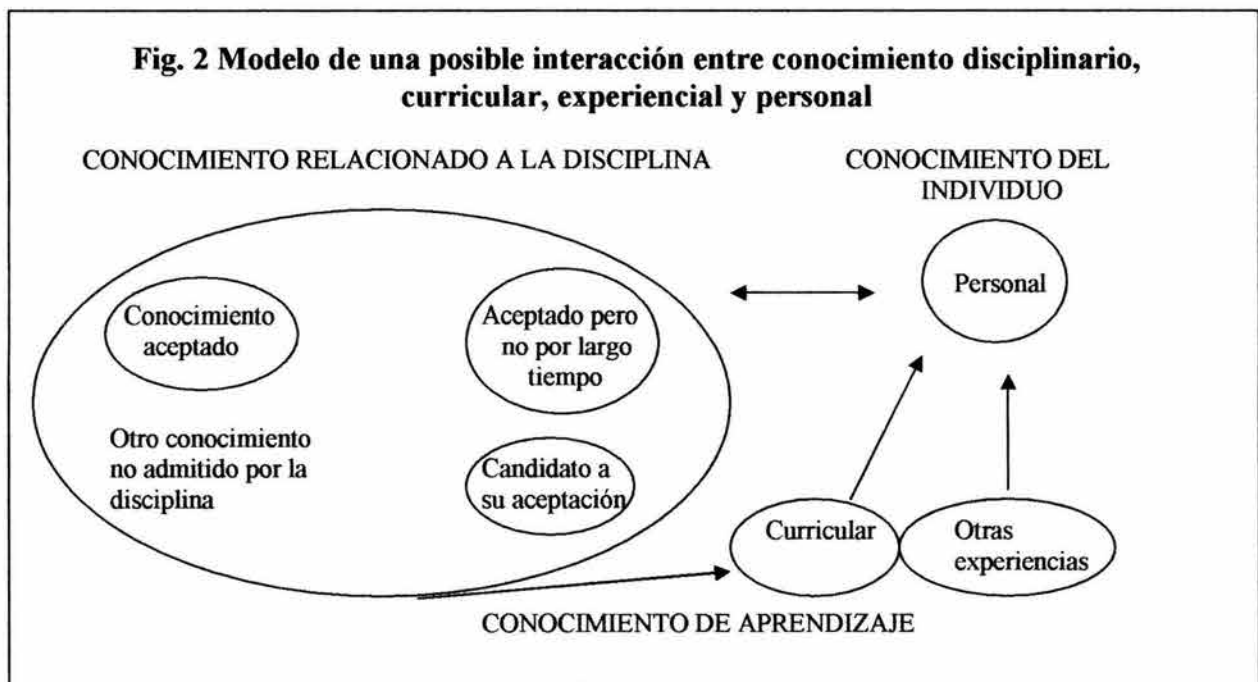 Fig. 2 Modelo de una posible interacción entre conocimiento disciplinario,
curricular, experiencial y personal
CONOCIMIENTO RELACIONADO A LA DISCIPLINA
CONOCIMIENTO DEL
INDIVIDUO
Conocimiento
aceptado
Aceptado pero
no por largo
tiempo
Personal
Otro conocimiento
no admitido por la
disciplina
Candidato a
su aceptación
Curricular
Otras
experiencias
CONOCIMIENTO DE APRENDIZAJE